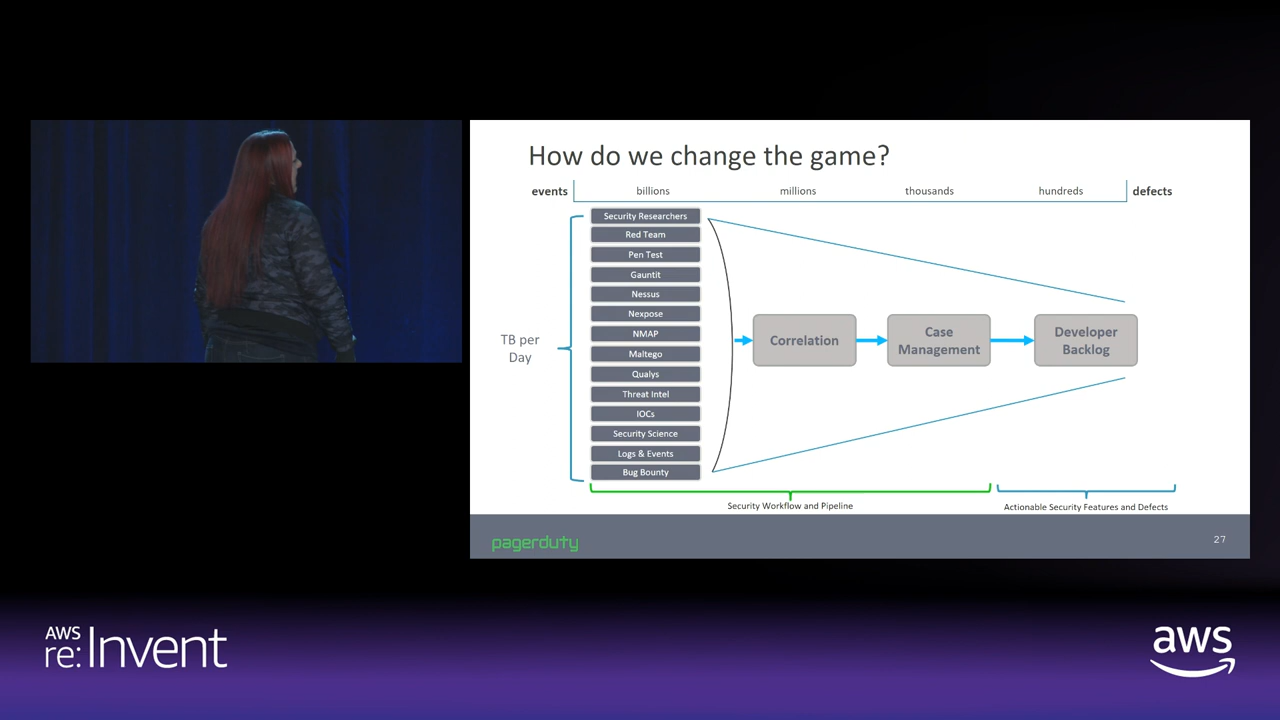 How do we change the game?
events billions millions thousands hundreds defects
Security Researchers
Red Team
Pen Test
Gauntit
Nessus
Nexpose
NMAP
Maltego
Qualys
Threat Intel
IOCs
Security Science
Logs & Events
Bug Bounty
TB per
Day
Correlation
Case
Management
Developer
Backlog
Security Workflow and Pipeline
Actionable Security Features and Defects
pagerduty
27
AWS
re:Invent
aws